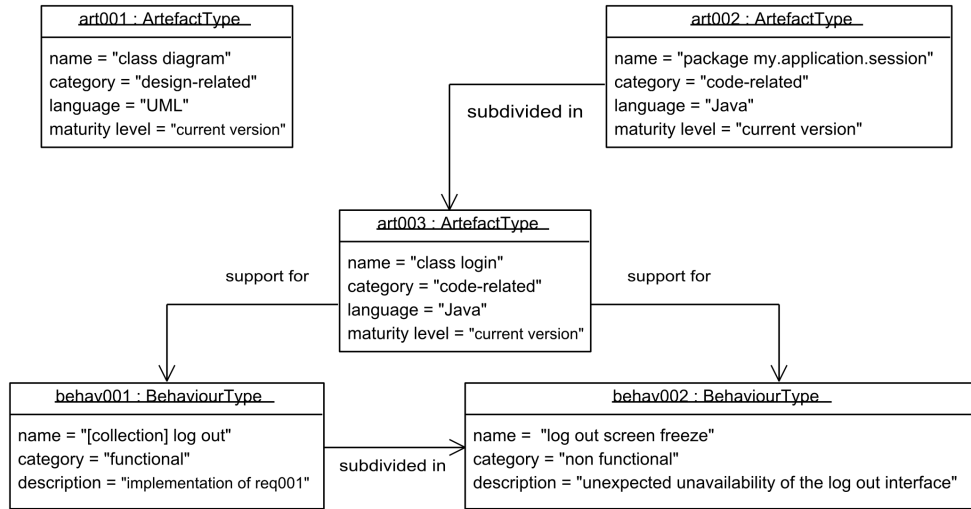 art001 : ArtefactType
name = "class diagram"
category = "design-related"
language = "UML"
maturity level = "current version"
art002 : ArtefactType
name = "package my.application.session"
category = "code-related"
language = "Java"
maturity level = "current version"
subdivided in
art003 : ArtefactType
name = "class login"
category = "code-related"
language = "Java"
maturity level = "current version"
support for
support for
behav001 : BehaviourType
name = "[collection] log out"
category = "functional"
description = "implementation of req001"
subdivided in
behav002 : BehaviourType
name =  "log out screen freeze"
category = "non functional"
description = "unexpected unavailability of the log out interface"